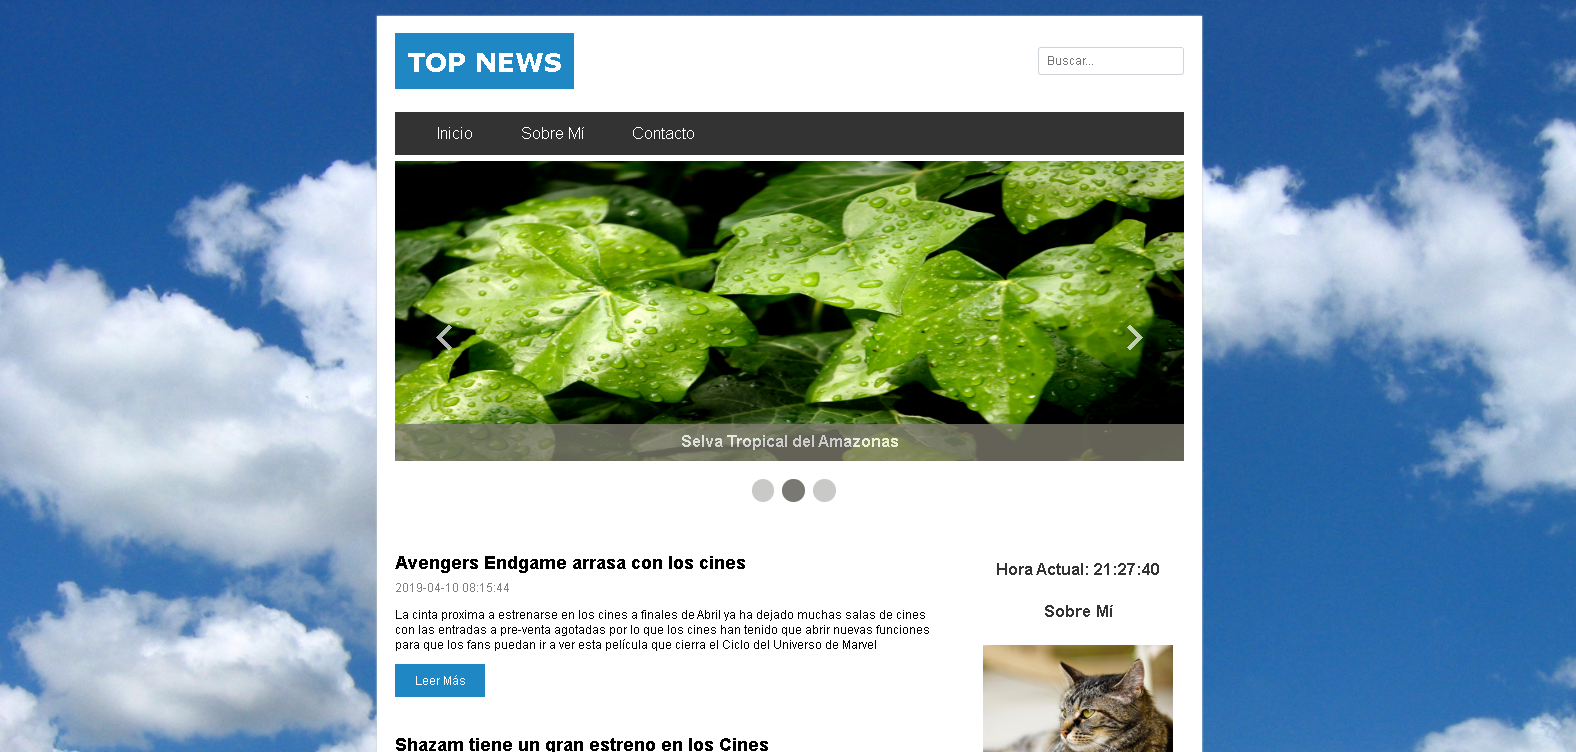 TOP NEWS
Buscar...
Inicio
Sobre Mí
Contacto
Selva Tropical del Amazonas
Avengers Endgame arrasa con los cines
2019-04-10 08:15:44
La cinta proxima a estrenarse en los cines a finales de Abril ya ha dejado muchas salas de cines
con las entradas a pre-venta agotadas por lo que los cines han tenido que abrir nuevas funciones
para que los fans puedan ir a ver esta película que cierra el Ciclo del Universo de Marvel
Leer Más
Shazam tiene un gran estreno en los Cines
Hora Actual: 21:27:40
Sobre Mí